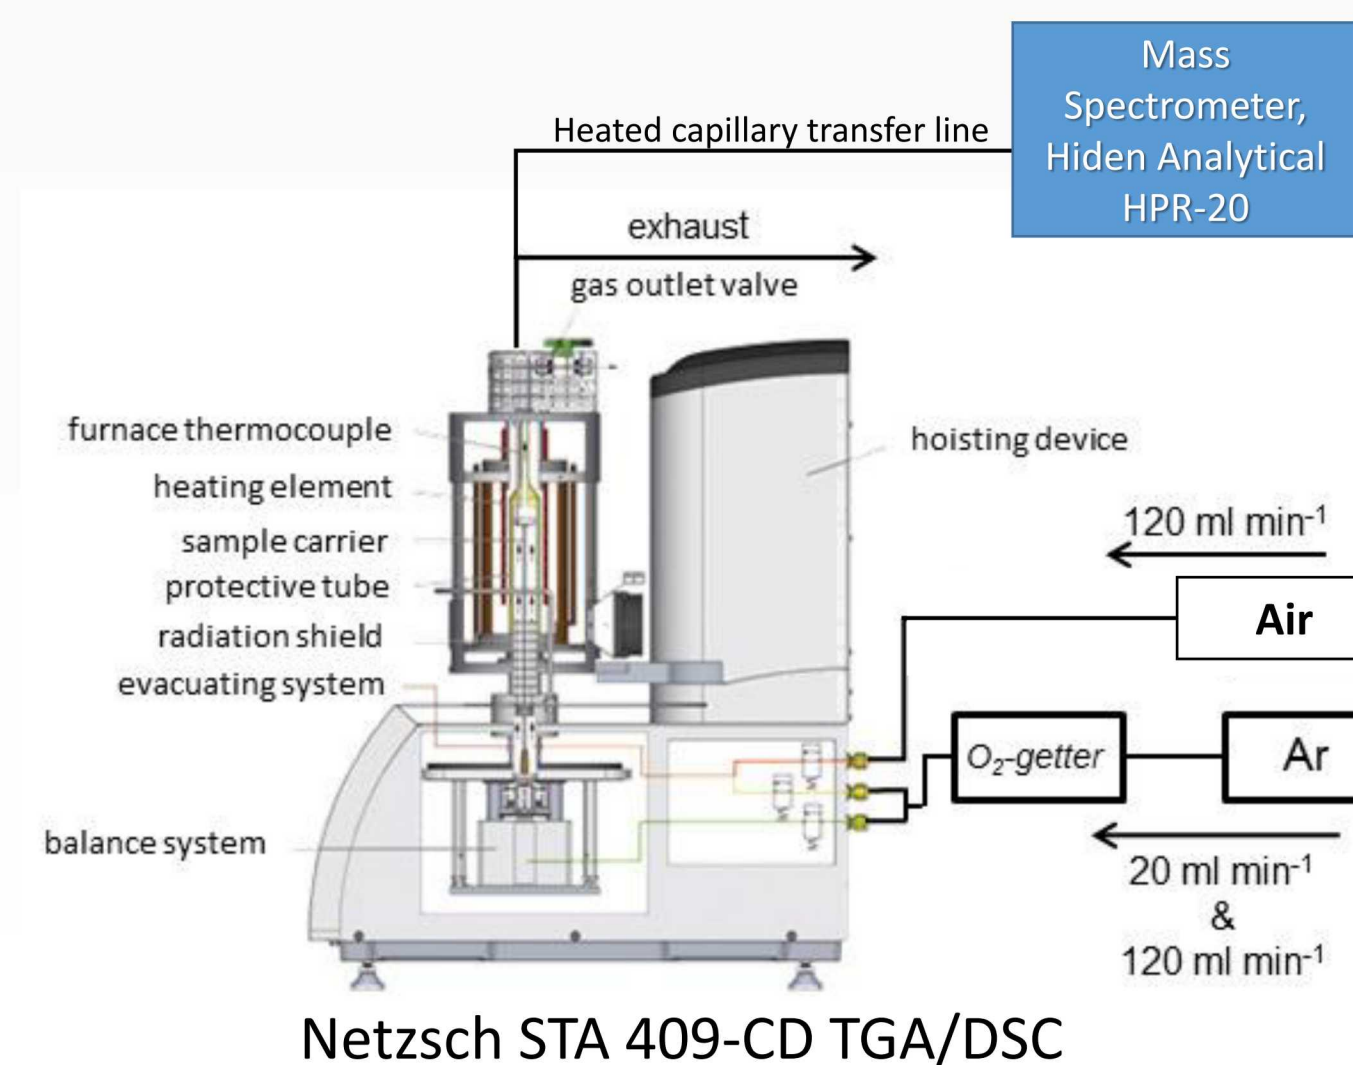 Mass
Spectrometer,
Hiden Analytical
HPR-20
Heated capillary transfer line
exhaust
gas outlet valve
furnace thermocouple
hoisting device
heating element
120 ml min⁻¹
sample carrier
protective tube
Air
radiation shield
evacuating system
O₂-getter
Ar
balance system
20 ml min⁻¹
&
120 ml min⁻¹
Netzsch STA 409-CD TGA/DSC